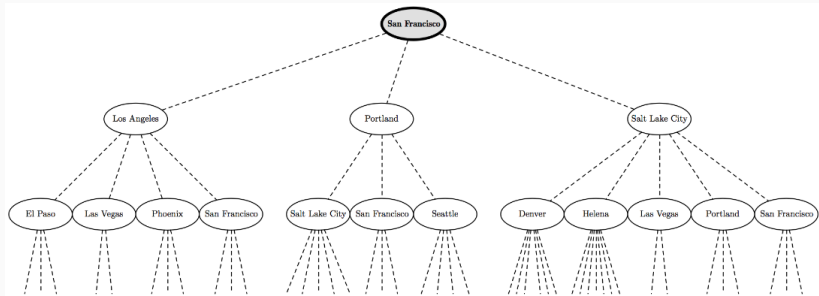 San Francisco
Los Angeles
Portland
Salt Lake City
El Paso
Las Vegas
Phoenix
San Francisco
Salt Lake City
San Francisco
Seattle
Denver
Helena
Las Vegas
Portland
San Francisco